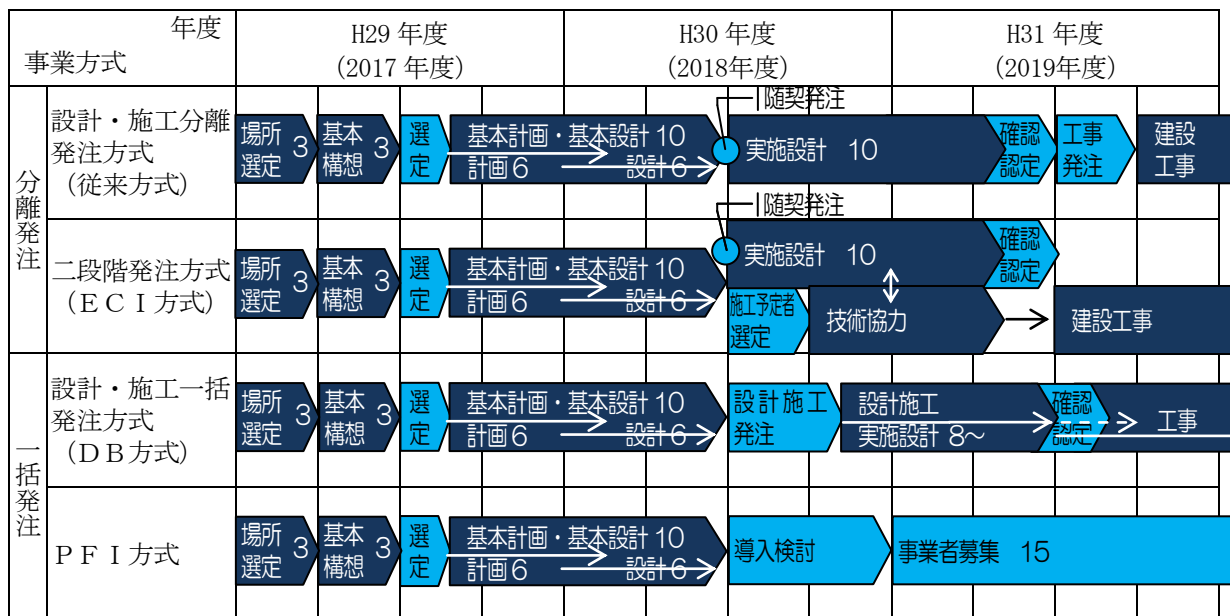 年度
事業方式
H29 年度
(2017 年度)
H30 年度
(2018年度)
H31 年度
(2019年度)
分離発注
設計・施工分離
発注方式
(従来方式)
場所
選定
3
基本
構想
3
選
定
基本計画・基本設計 10
計画6
設計6
随契発注
実施設計 10
確認
認定
工事
発注
建設
工事
二段階発注方式
(ECI方式)
場所
選定
3
基本
構想
3
選
定
基本計画・基本設計 10
計画6
設計6
随契発注
実施設計 10
確認
認定
施工予定者
選定
技術協力
建設工事
一括発注
設計・施工一括
発注方式
(DB方式)
場所
選定
3
基本
構想
3
選
定
基本計画・基本設計 10
計画6
設計6
設計施工
発注
設計施工
実施設計 8~
確認
認定
工事
PFI方式
場所
選定
3
基本
構想
3
選
定
基本計画・基本設計 10
計画6
設計6
導入検討
事業者募集 15